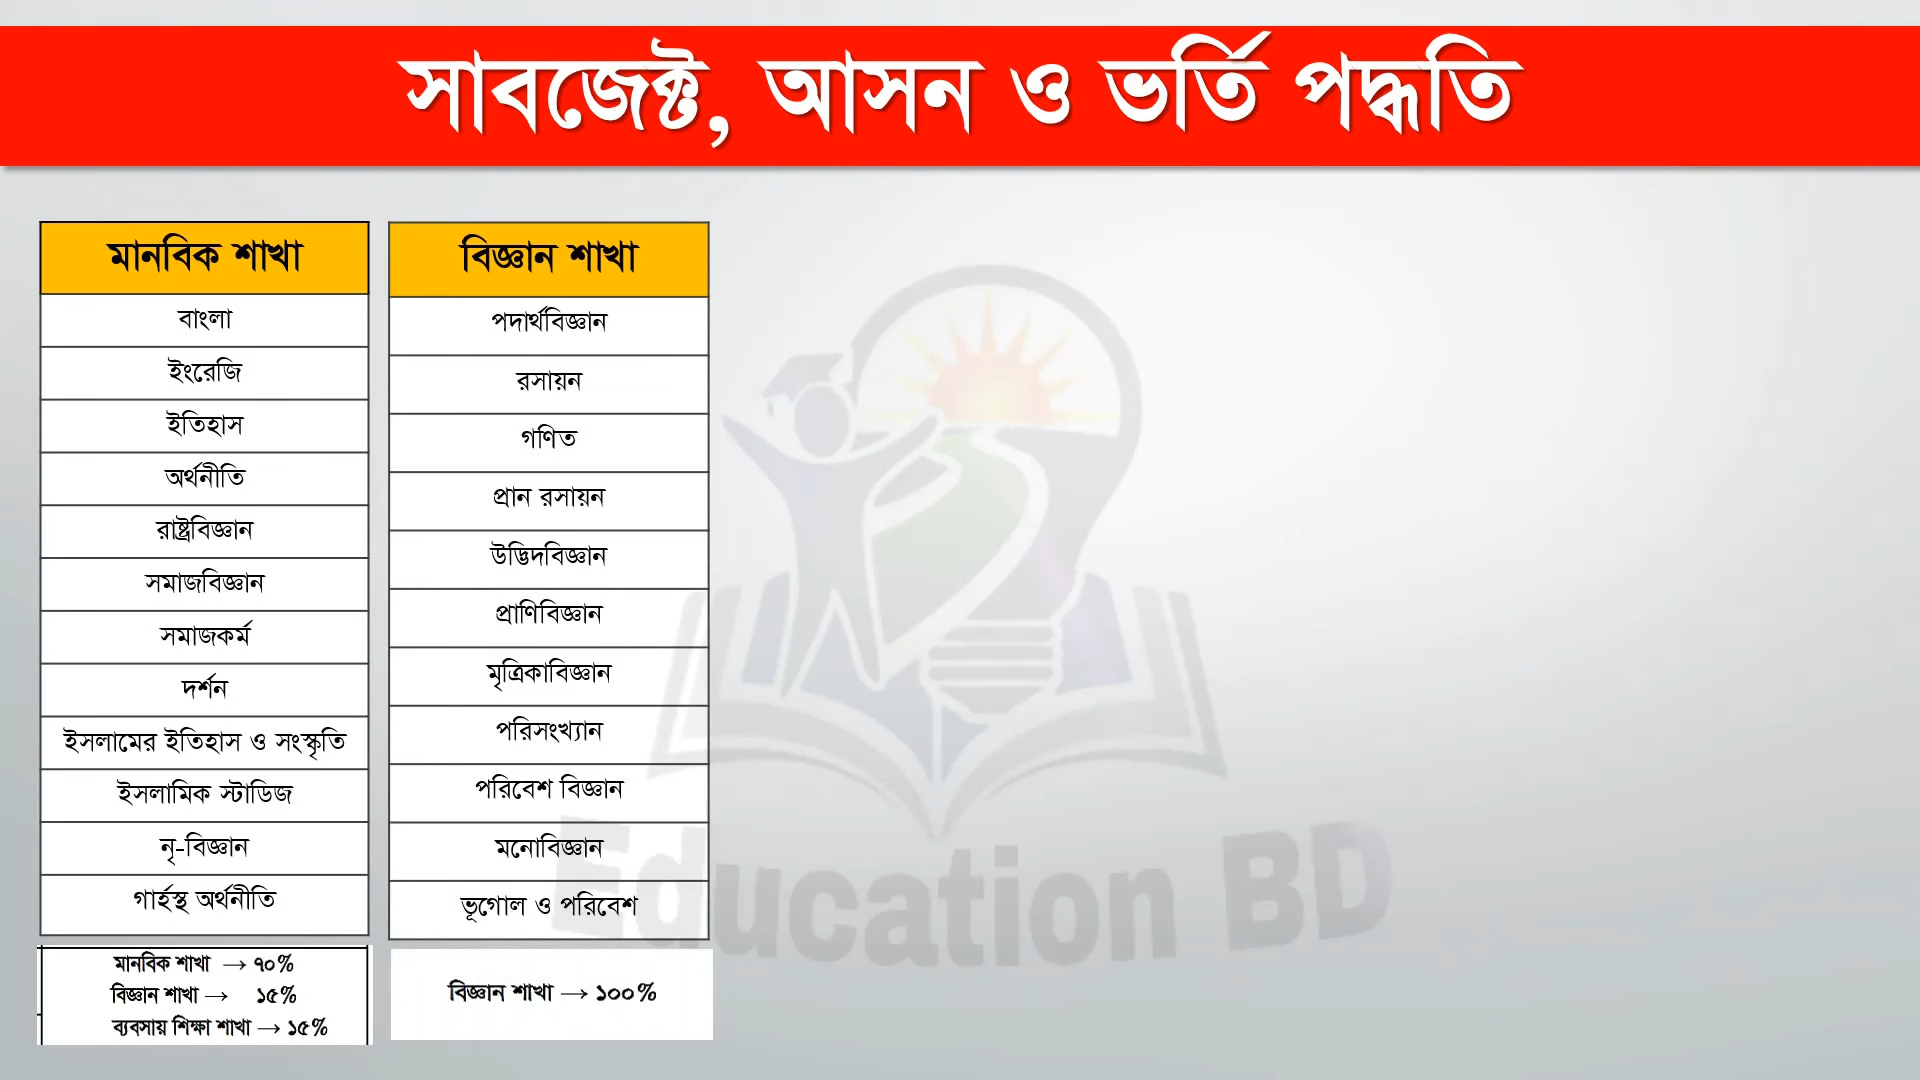 সাবজেক্ট, আসন ও ভর্তি পদ্ধতি
মানবিক শাখা
বাংলা
ইংরেজি
ইতিহাস
অর্থনীতি
রাষ্ট্রবিজ্ঞান
সমাজবিজ্ঞান
সমাজকর্ম
দর্শন
ইসলামের ইতিহাস ও সংস্কৃতি
ইসলামিক স্টাডিজ
নৃ-বিজ্ঞান
গার্হস্থ অর্থনীতি
মানবিক শাখা → ৭০%
বিজ্ঞান শাখা → ১৫%
ব্যবসায় শিক্ষা শাখা → ১৫%
বিজ্ঞান শাখা
পদার্থবিজ্ঞান
রসায়ন
গণিত
প্রান রসায়ন
উদ্ভিদবিজ্ঞান
প্রাণিবিজ্ঞান
মৃত্রিকাবিজ্ঞান
পরিসংখ্যান
পরিবেশ বিজ্ঞান
মনোবিজ্ঞান
ভূগোল ও পরিবেশ
বিজ্ঞান শাখা → ১০০%
Education BD